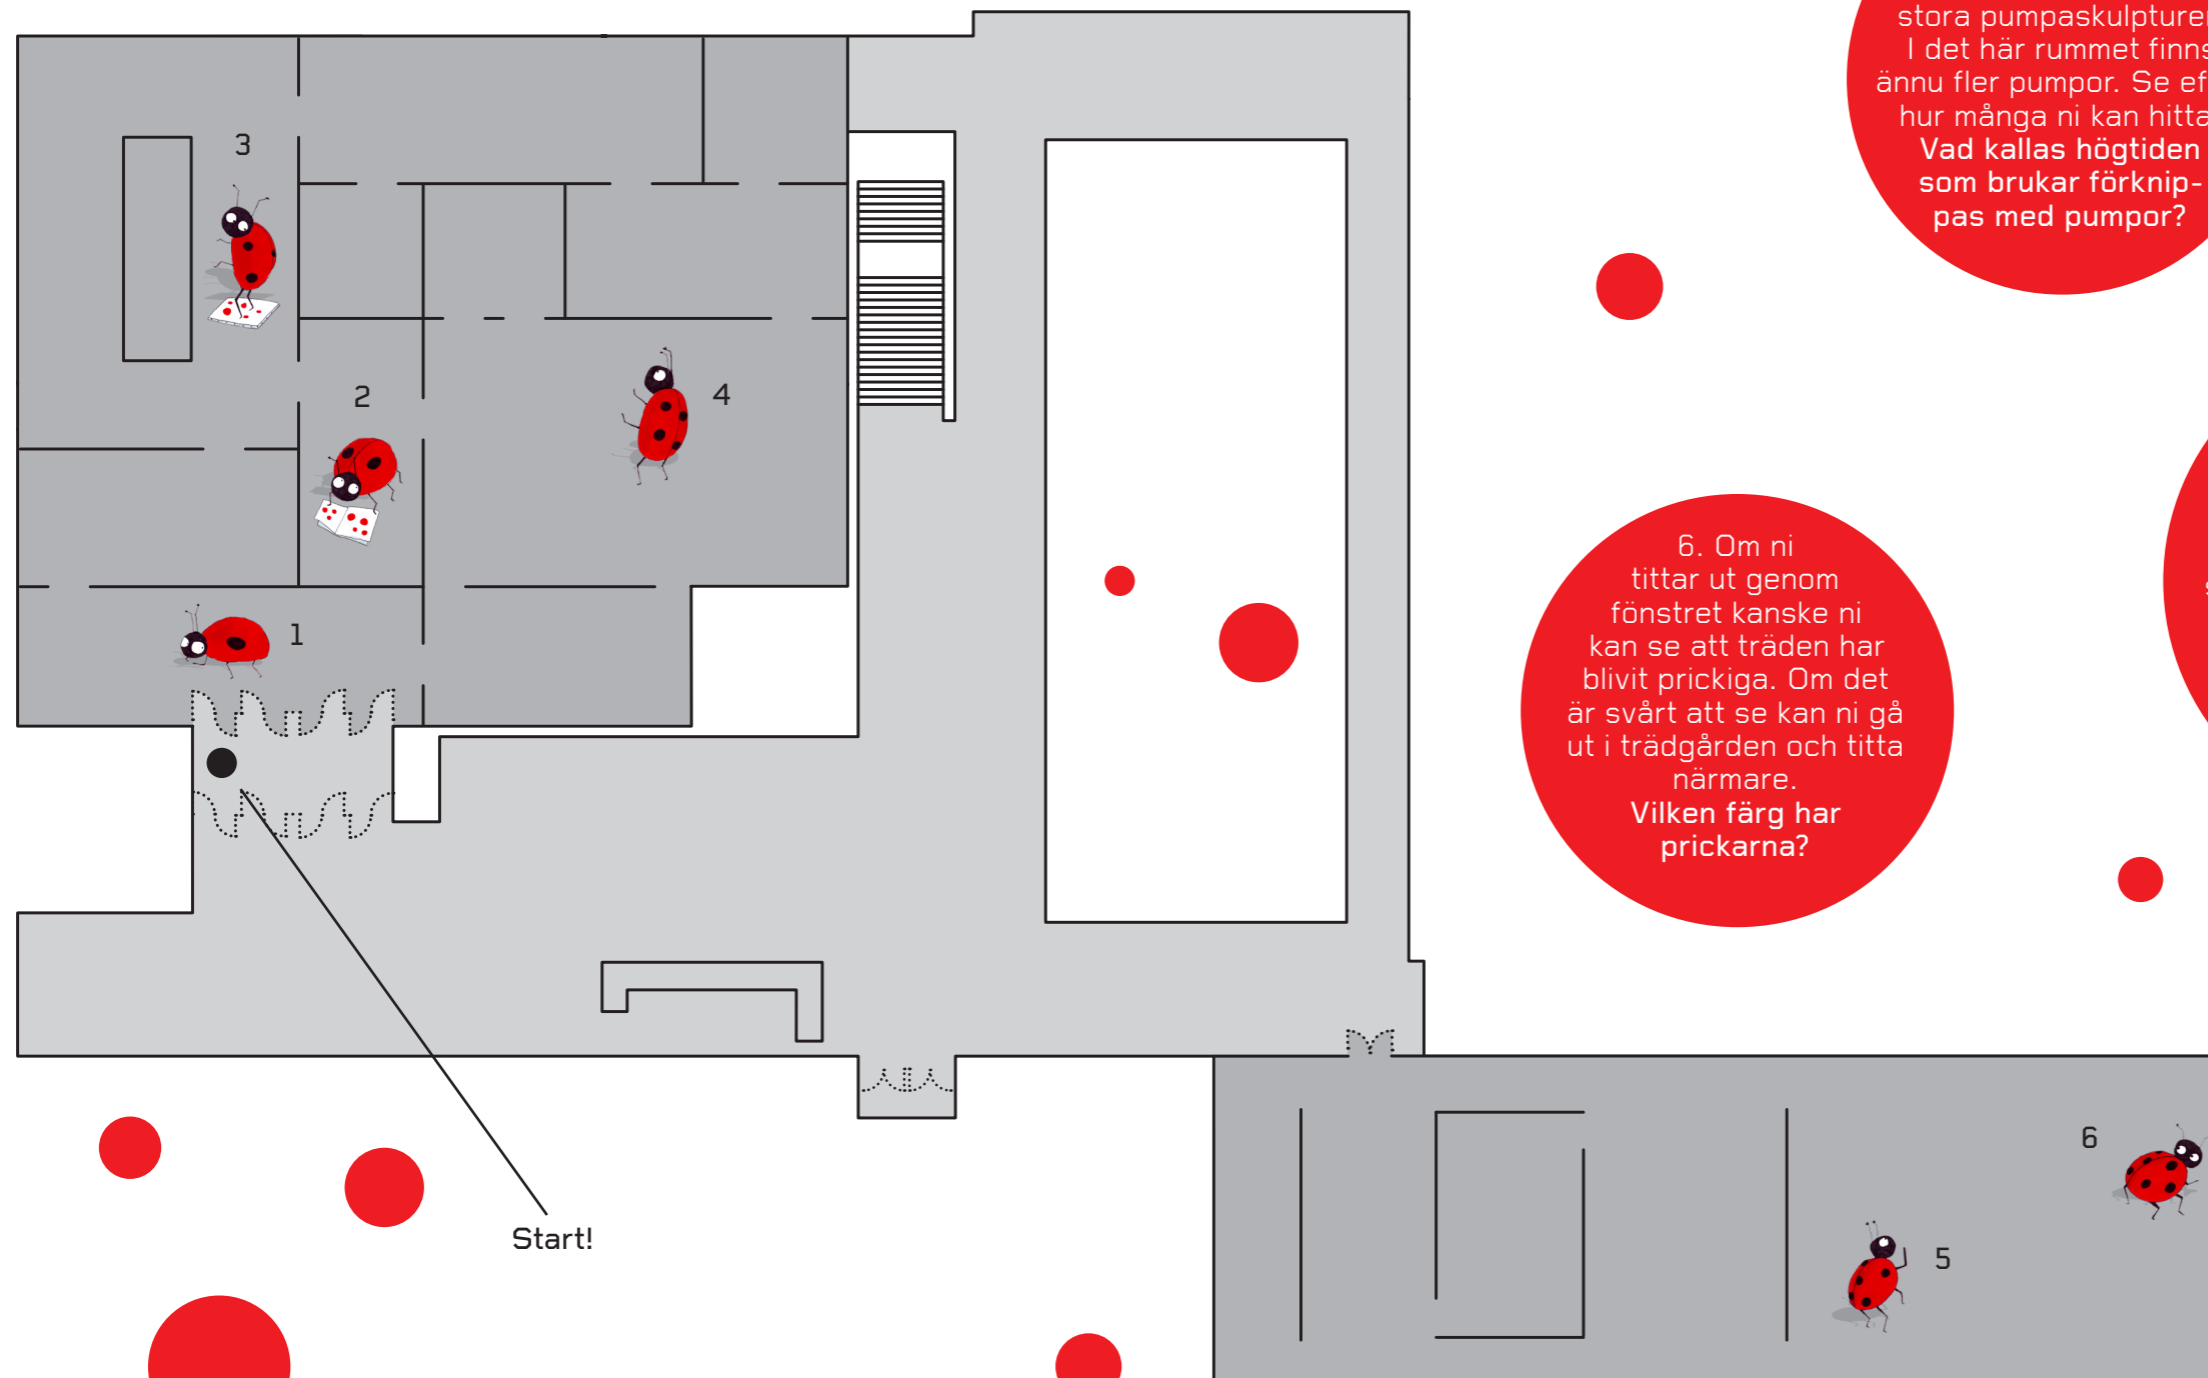 stora pumpaskulpturen
I det här rummet finns
ännu fler pumpor. Se
hur många ni kan hitta
Vad kallas högtiden
som brukar förknip-
pas med pumpor?
3
2
4
1
6. Om ni
tittar ut genom
fönstret kanske ni
kan se att träden har
blivit prickiga. Om det
är svårt att se kan ni gå
ut i trädgården och titta
närmare.
Vilken färg har
prickarna?
Start!
6
5